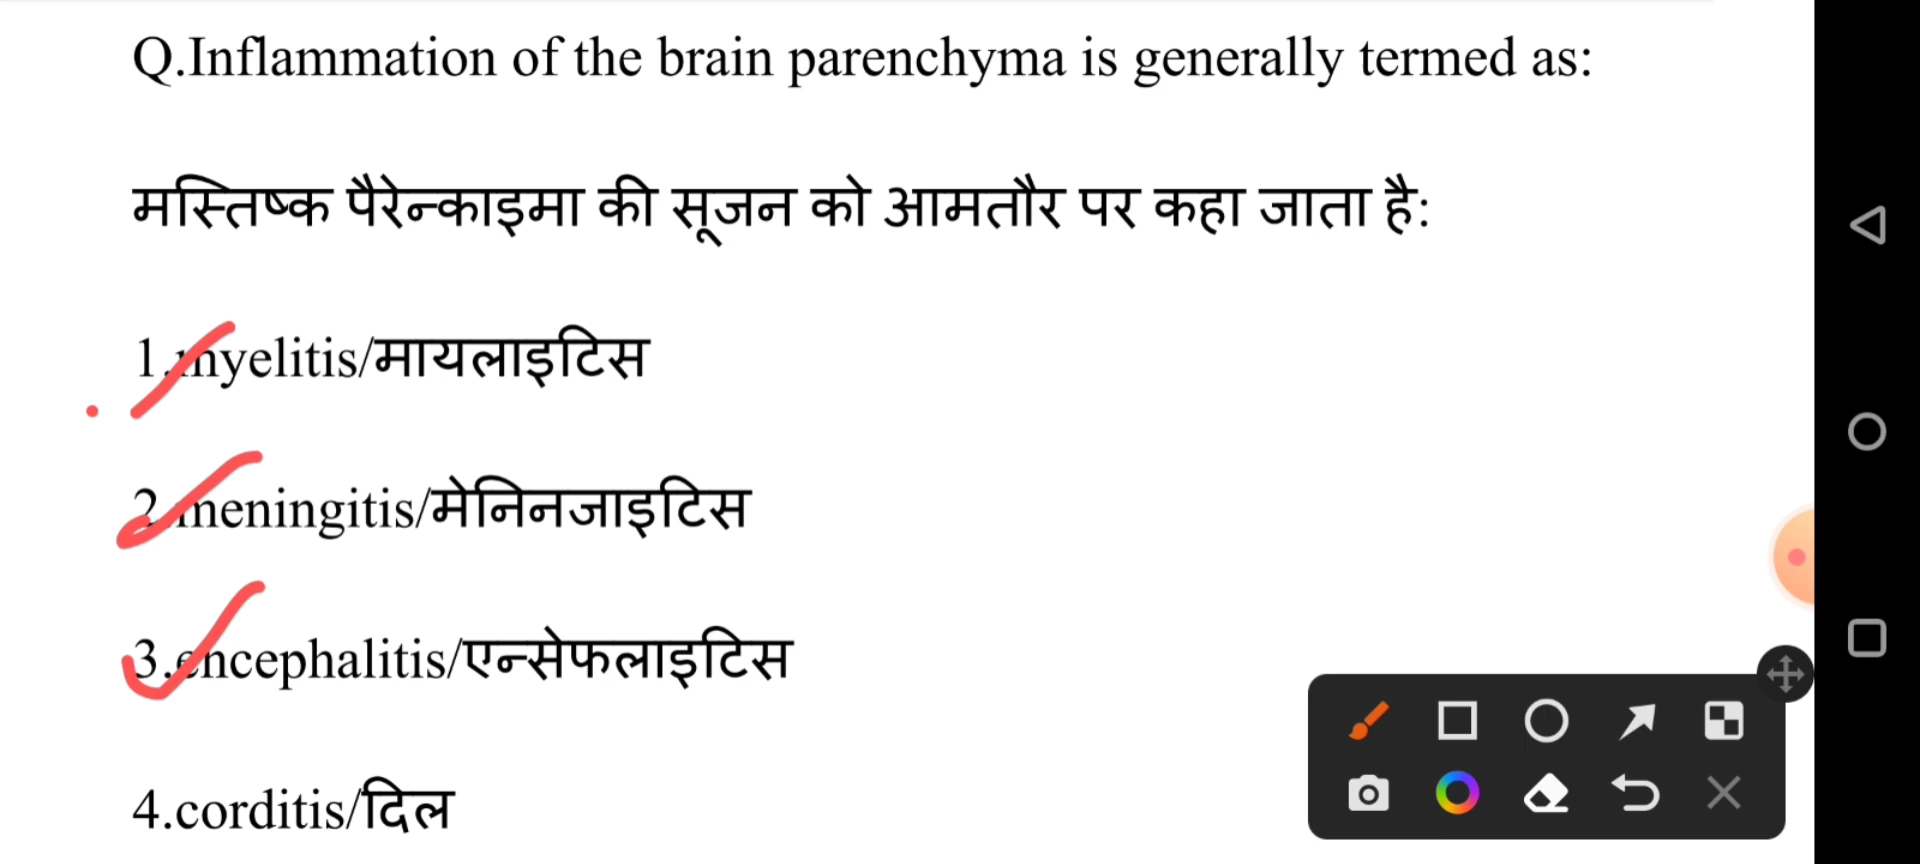 Q.Inflammation of the brain parenchyma is generally termed as:
मस्तिष्क पैरेन्काइमा की सूजन को आमतौर पर कहा जाता है:
1.myelitis/मायलाइटिस
2.meningitis/मेनिनजाइटिस
3.encephalitis/एन्सेफलाइटिस
4.corditis/दिल